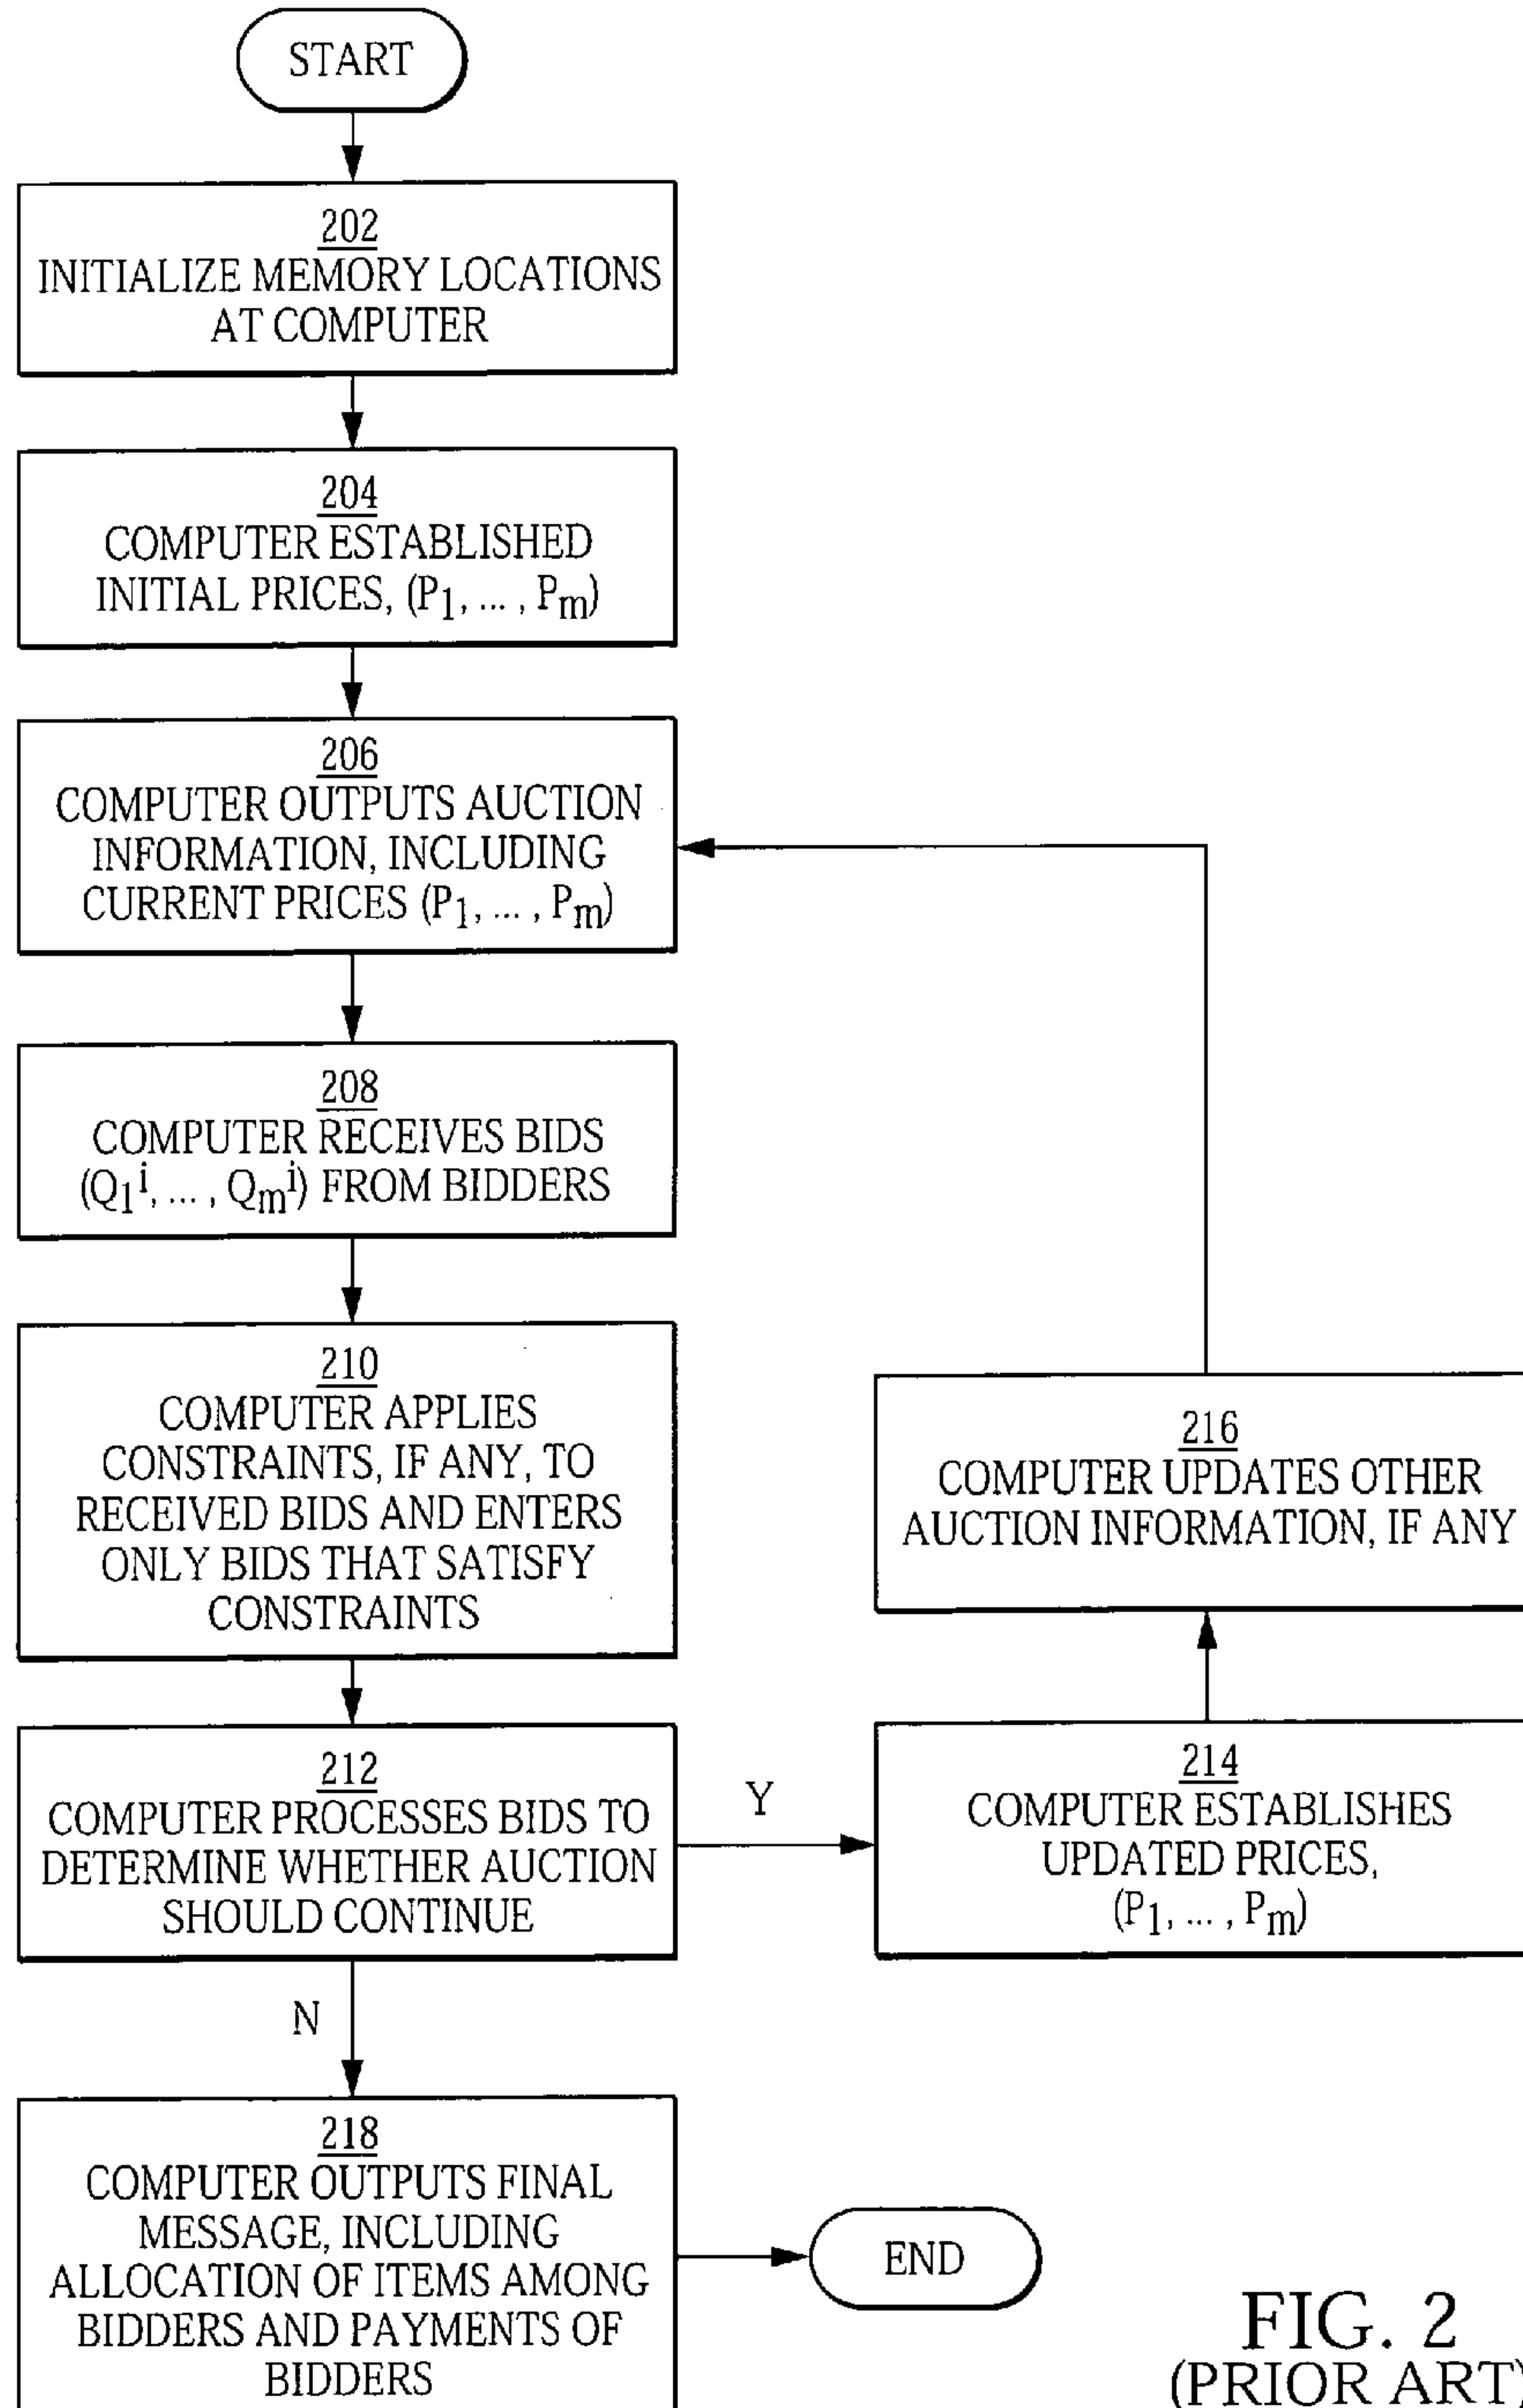 START
202
INITIALIZE MEMORY LOCATIONS
AT COMPUTER
204
COMPUTER ESTABLISHED
INITIAL PRICES, (P1, ... , Pm)
206
COMPUTER OUTPUTS AUCTION
INFORMATION, INCLUDING
CURRENT PRICES (P1, ... , Pm)
208
COMPUTER RECEIVES BIDS
(Q1^i, ... , Qm^i) FROM BIDDERS
210
COMPUTER APPLIES
CONSTRAINTS, IF ANY, TO
RECEIVED BIDS AND ENTERS
ONLY BIDS THAT SATISFY
CONSTRAINTS
212
COMPUTER PROCESSES BIDS TO
DETERMINE WHETHER AUCTION
SHOULD CONTINUE
Y
214
COMPUTER ESTABLISHES
UPDATED PRICES,
(P1, ... , Pm)
216
COMPUTER UPDATES OTHER
AUCTION INFORMATION, IF ANY
N
218
COMPUTER OUTPUTS FINAL
MESSAGE, INCLUDING
ALLOCATION OF ITEMS AMONG
BIDDERS AND PAYMENTS OF
BIDDERS
END
FIG. 2
(PRIOR ART)